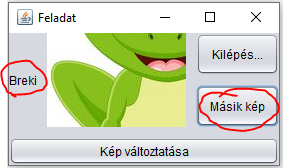 Feladat
Kilépés...
Breki
Másik kép
Kép változtatása